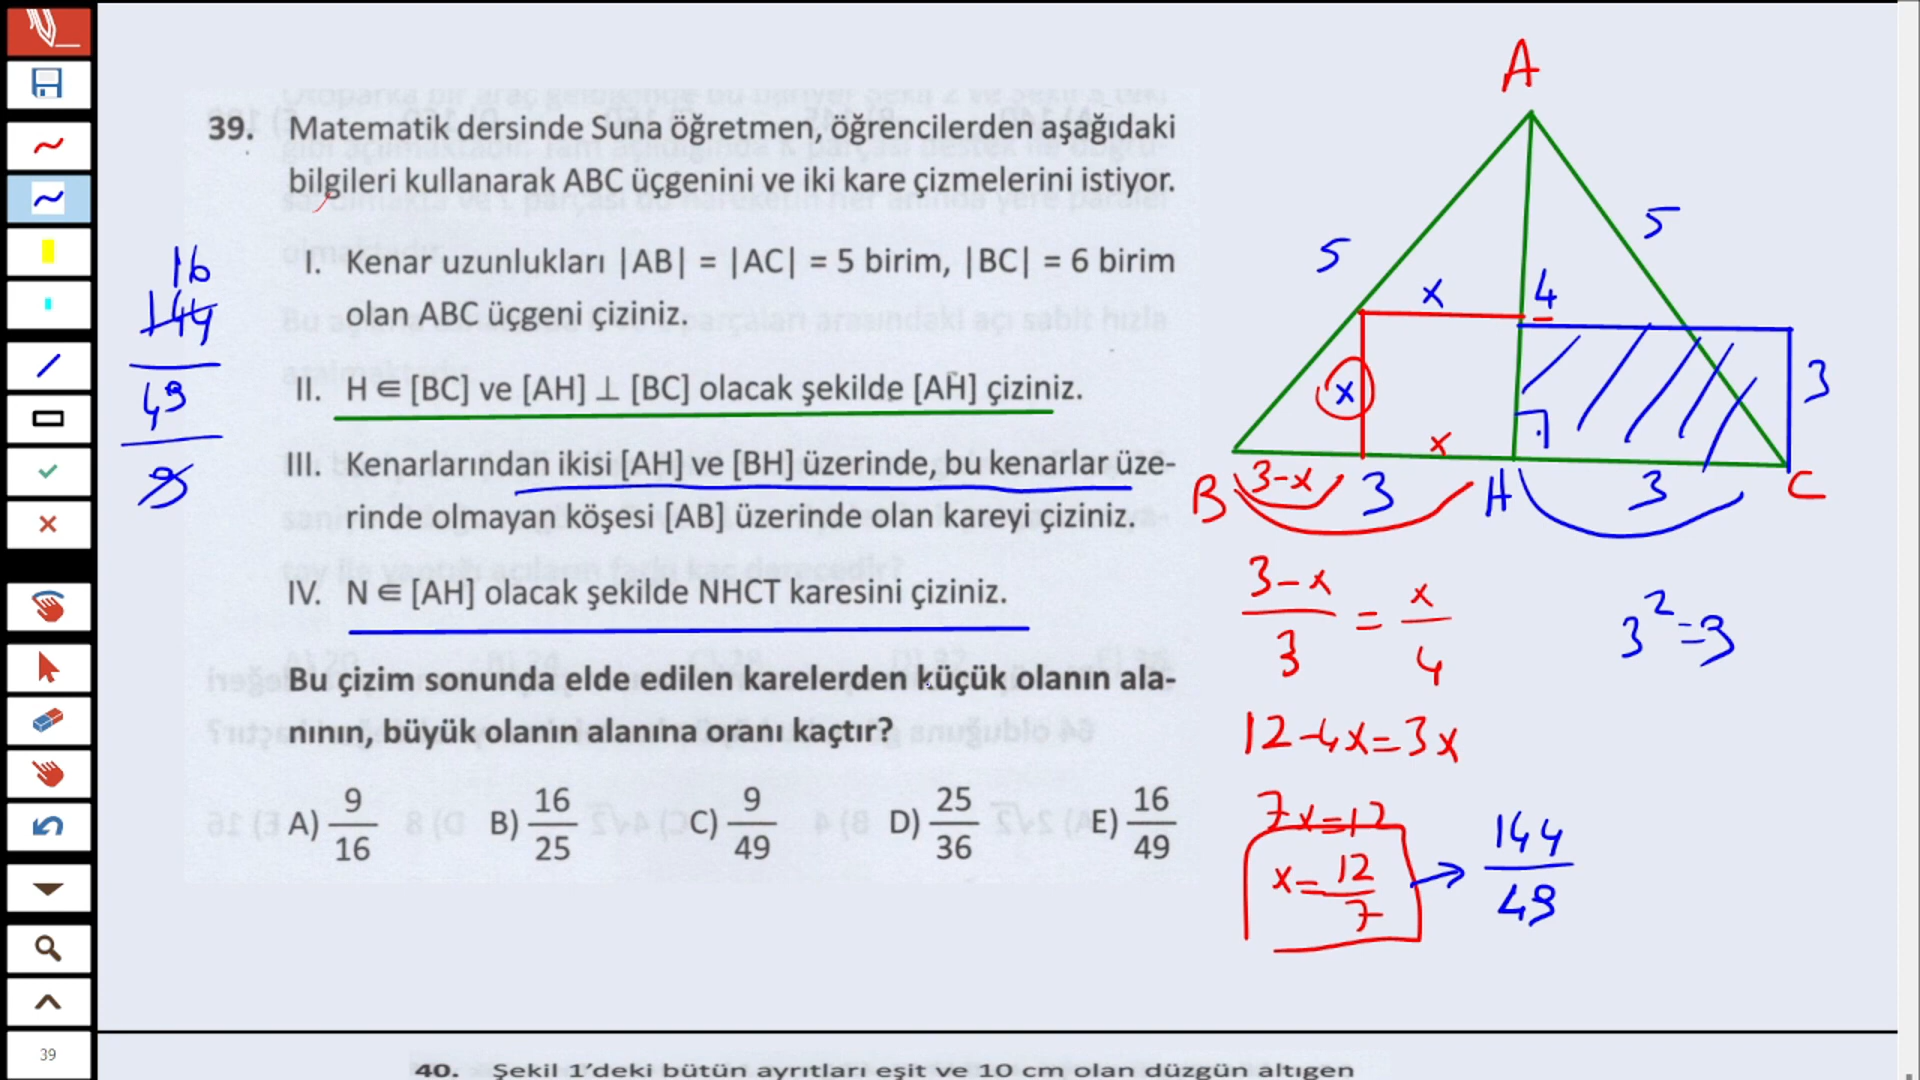 39. Matematik dersinde Suna öğretmen, öğrencilerden aşağıdaki
bilgileri kullanarak ABC üçgenini ve iki kare çizmelerini istiyor.
I. Kenar uzunlukları |AB| = |AC| = 5 birim, |BC| = 6 birim
olan ABC üçgeni çiziniz.
II. H ∈ [BC] ve [AH] ⊥ [BC] olacak şekilde [AH] çiziniz.
III. Kenarlarından ikisi [AH] ve [BH] üzerinde, bu kenarlar üze-
rinde olmayan köşesi [AB] üzerinde olan kareyi çiziniz.
IV. N ∈ [AH] olacak şekilde NHCT karesini çiziniz.
Bu çizim sonunda elde edilen karelerden küçük olanın ala-
nının, büyük olanın alanına oranı kaçtır?
A) 9/16 B) 16/25 C) 9/49 D) 25/36 E) 16/49
16
144
49
9
A
5
5
x
4
x
3
x
B
3-x
3
H
3
C
3-x/3 = x/4
3²=3
12-4x=3x
7x=12
x=12/7 → 144/49
39
40. Şekil 1'deki bütün ayrıtları eşit ve 10 cm olan düzgün altıgen